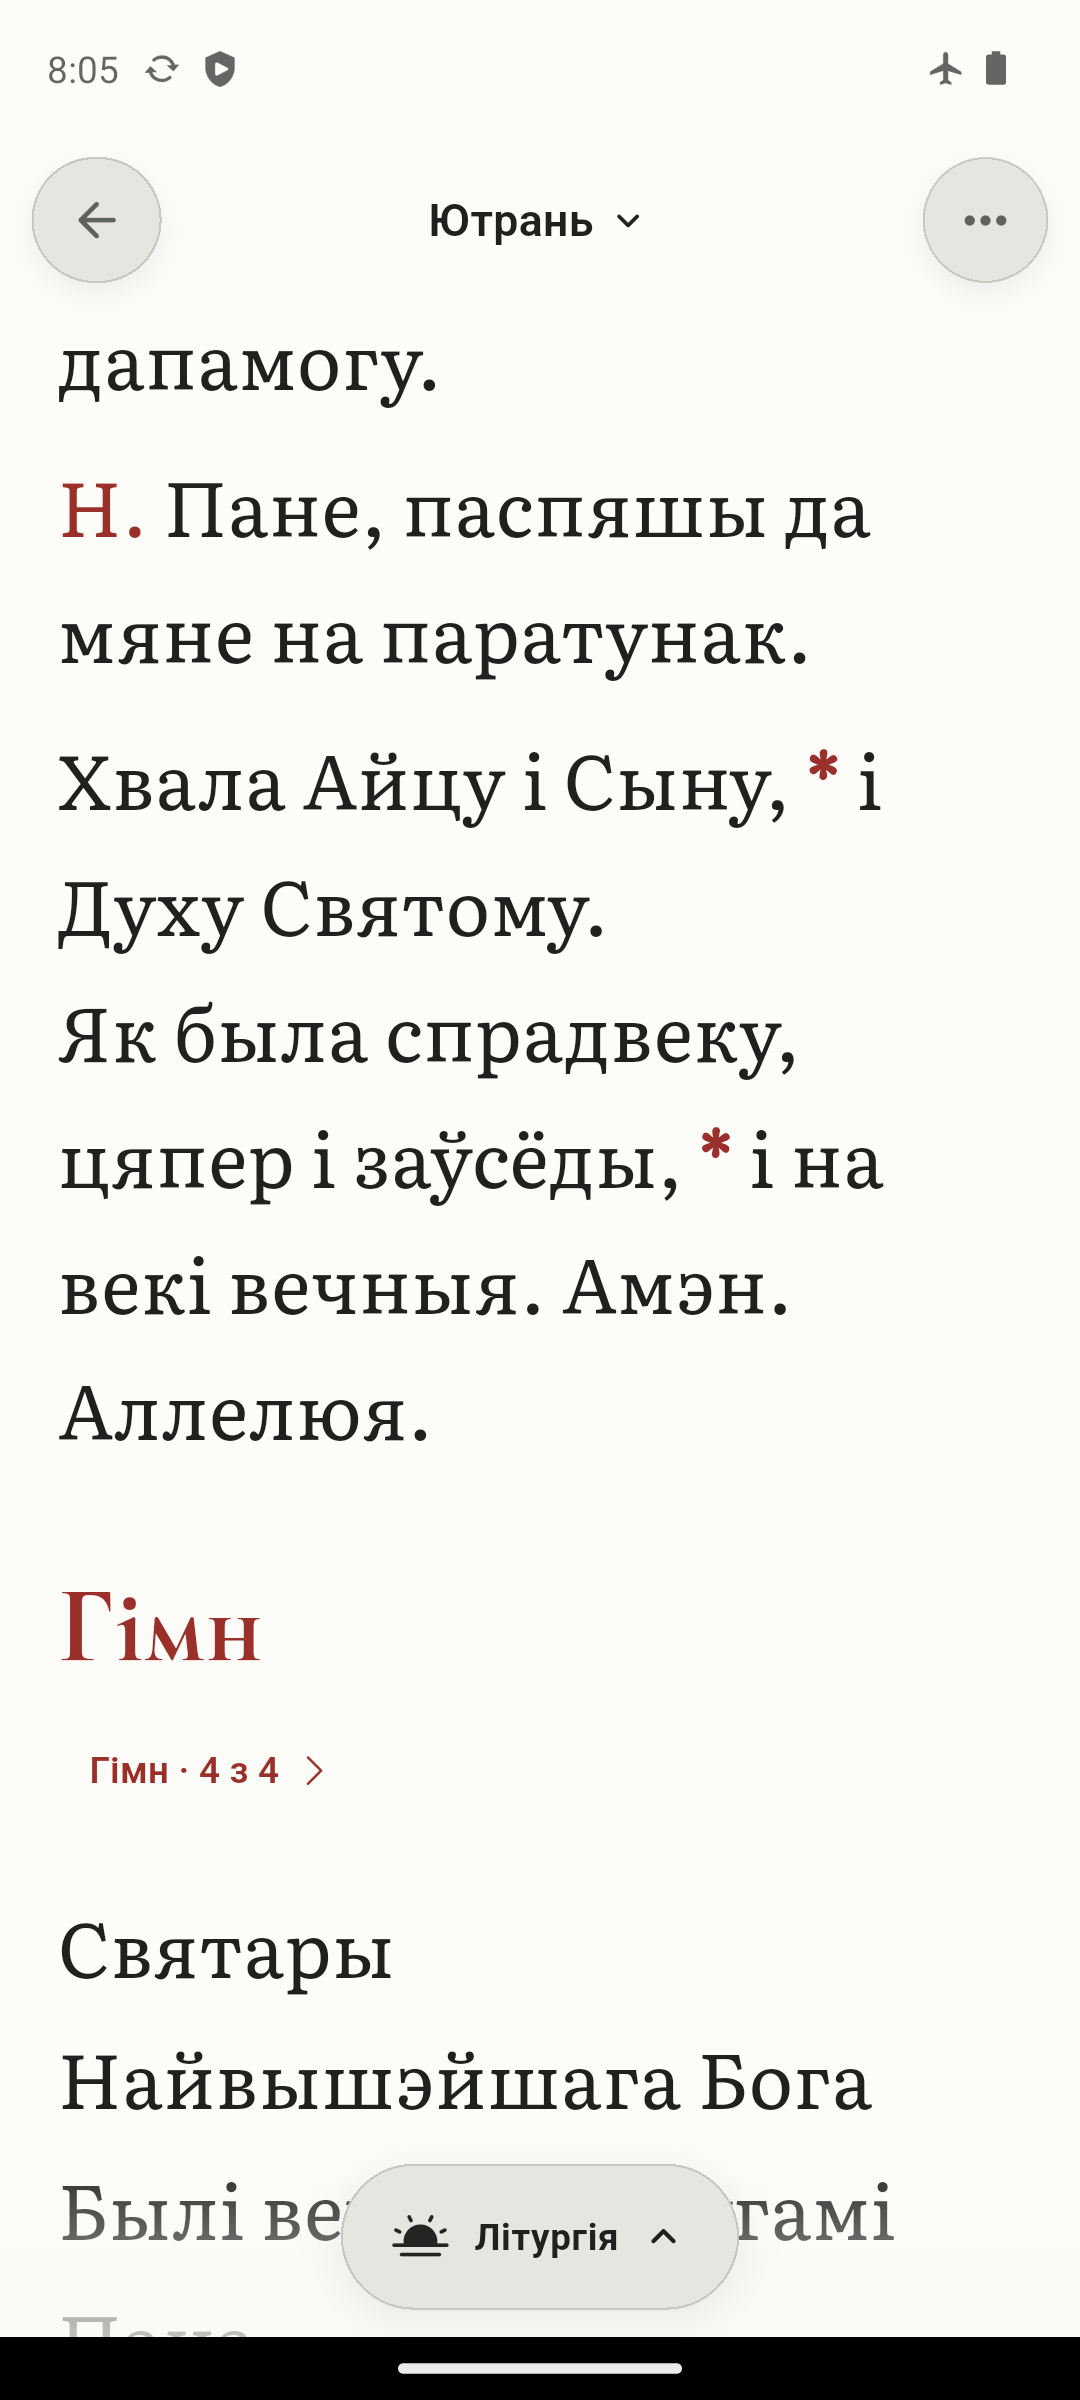 8:05
Ютрань
дапамогу.
Н. Пане, паспяшы да
мяне на паратунак.
Хвала Айцу і Сыну, * і
Духу Святому.
Як была спрадвеку,
цяпер і заўсёды, * і на
векі вечныя. Амэн.
Аллелюя.
Гімн
Гімн · 4 з 4
Святары
Найвышэйшага Бога
Былі
Літургія